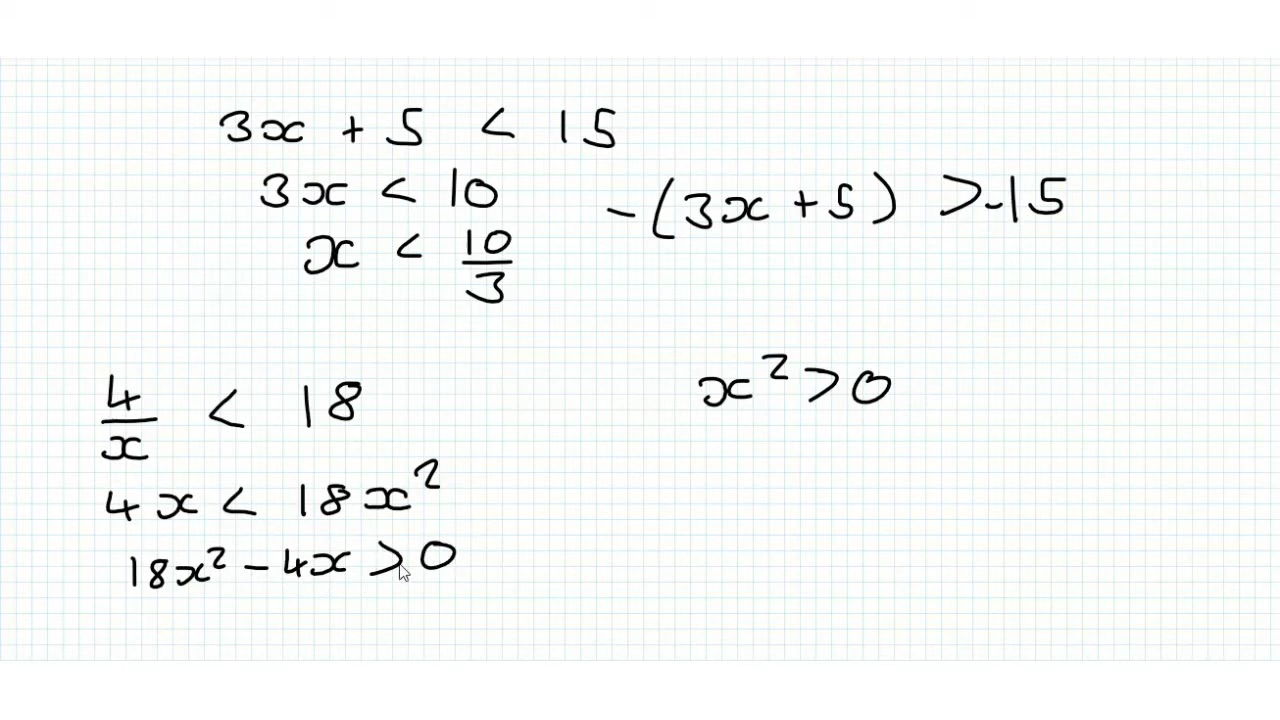 3x + 5 < 15
3x < 10
x < 10/3
-(3x + 5) > -15
4/x < 18
4x < 18x²
18x² - 4x > 0
x² > 0